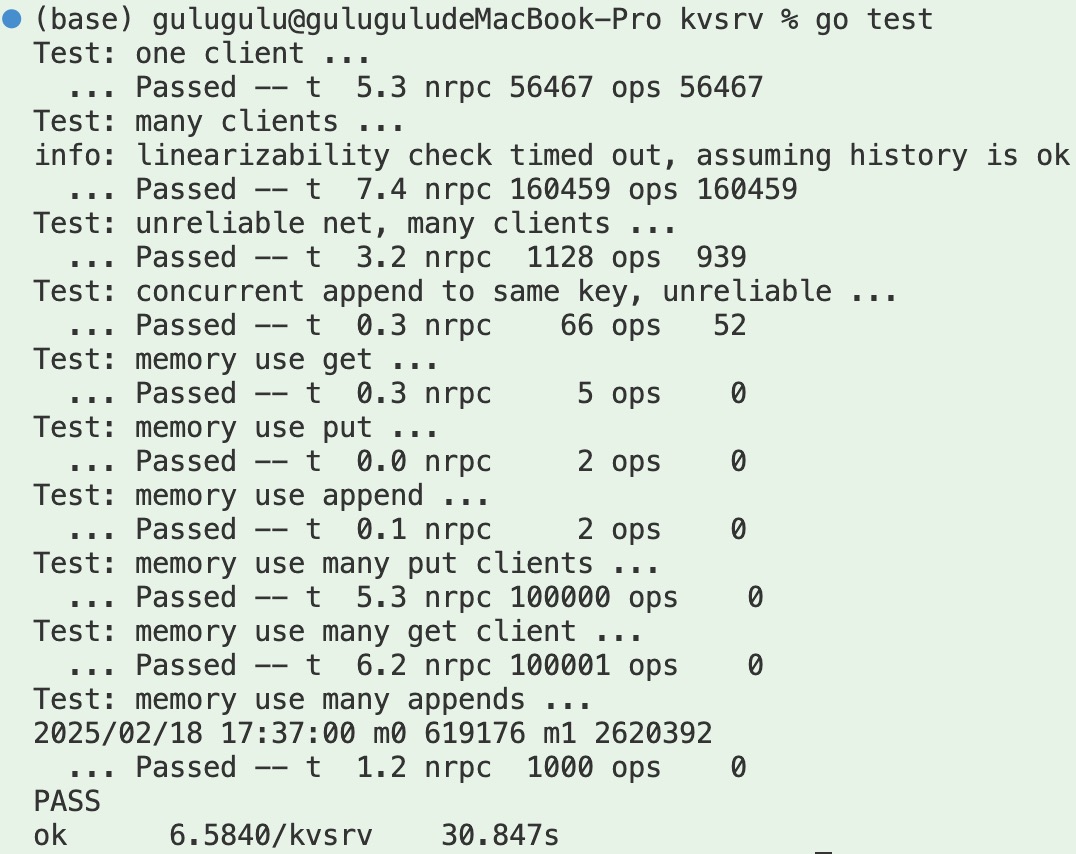 (base) gulugulu@guluguludeMacBook-Pro kvsrv % go test
Test: one client ...
  ... Passed -- t  5.3 nrpc 56467 ops 56467
Test: many clients ...
info: linearizability check timed out, assuming history is ok
  ... Passed -- t  7.4 nrpc 160459 ops 160459
Test: unreliable net, many clients ...
  ... Passed -- t  3.2 nrpc  1128 ops  939
Test: concurrent append to same key, unreliable ...
  ... Passed -- t  0.3 nrpc    66 ops   52
Test: memory use get ...
  ... Passed -- t  0.3 nrpc     5 ops    0
Test: memory use put ...
  ... Passed -- t  0.0 nrpc     2 ops    0
Test: memory use append ...
  ... Passed -- t  0.1 nrpc     2 ops    0
Test: memory use many put clients ...
  ... Passed -- t  5.3 nrpc 100000 ops    0
Test: memory use many get client ...
  ... Passed -- t  6.2 nrpc 100001 ops    0
Test: memory use many appends ...
2025/02/18 17:37:00 m0 619176 m1 2620392
  ... Passed -- t  1.2 nrpc  1000 ops    0
PASS
ok      6.5840/kvsrv    30.847s